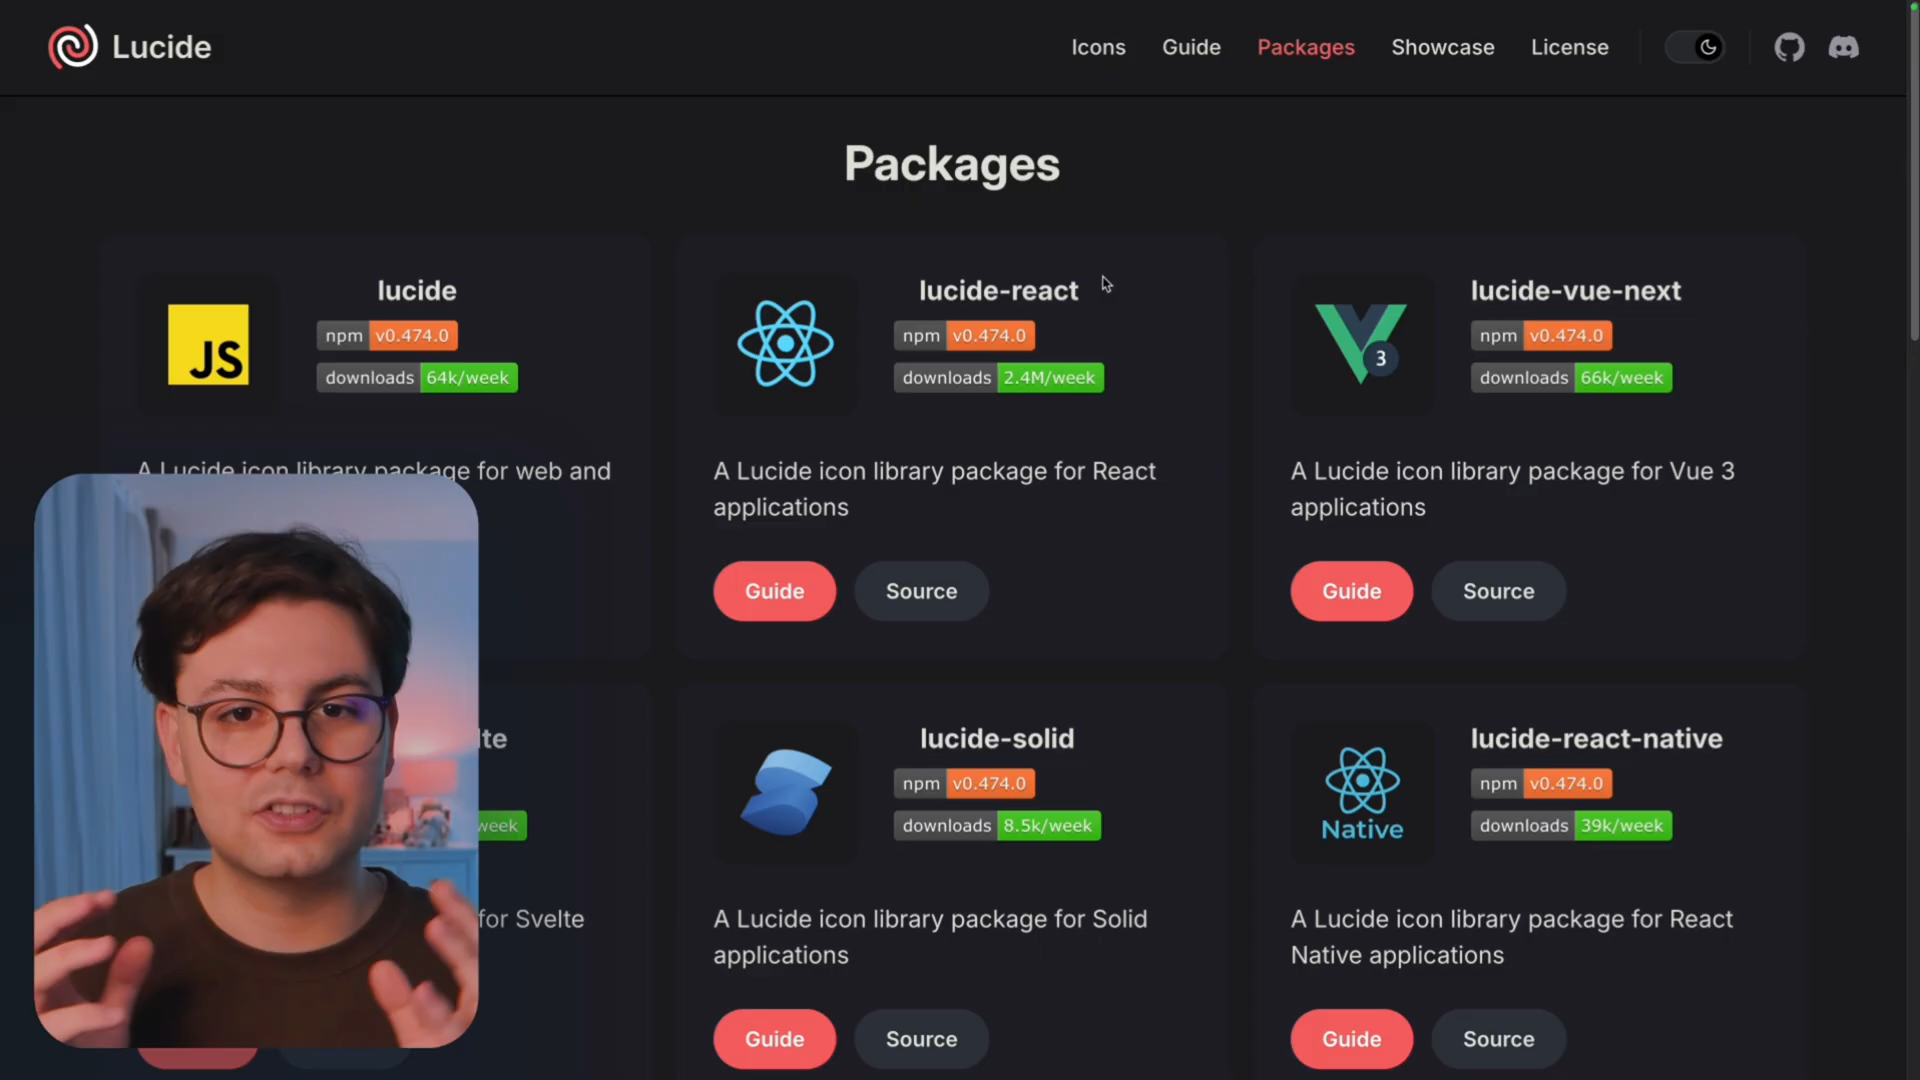 Lucide
Icons
Guide
Packages
Showcase
License
Packages
lucide
npm v0.474.0
downloads 64k/week
JS
A Lucide icon library package for web and
lucide-react
npm v0.474.0
downloads 2.4M/week
A Lucide icon library package for React
applications
Guide
Source
lucide-vue-next
npm v0.474.0
downloads 66k/week
3
A Lucide icon library package for Vue 3
applications
Guide
Source
lte
week
for Svelte
lucide-solid
npm v0.474.0
downloads 8.5k/week
A Lucide icon library package for Solid
applications
Guide
Source
lucide-react-native
npm v0.474.0
downloads 39k/week
Native
A Lucide icon library package for React
Native applications
Guide
Source